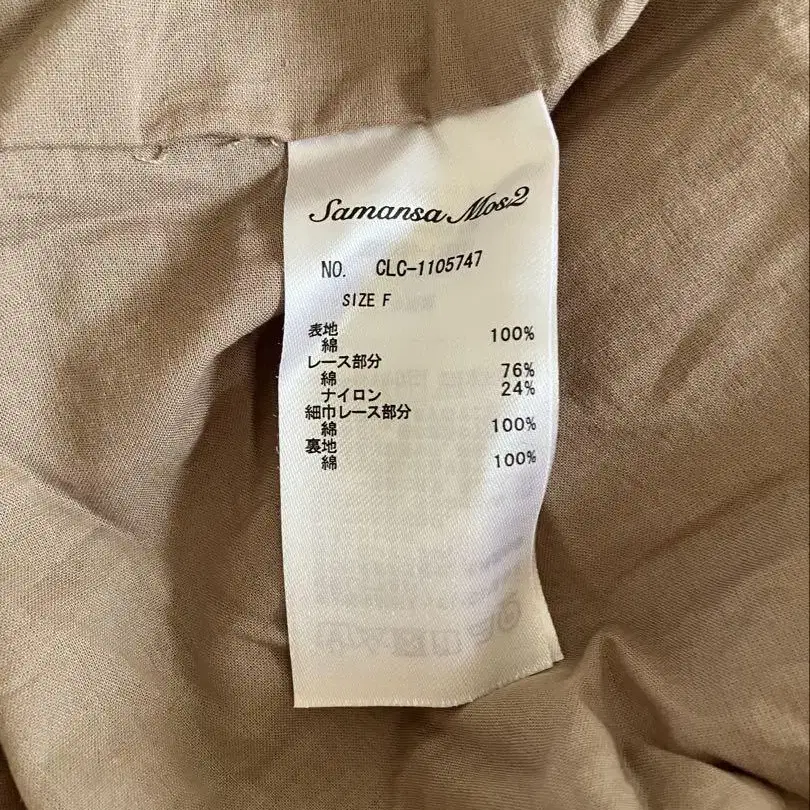 Samansa Mos2
NO. CLC-1105747
SIZE F
表地
綿 100%
レース部分
綿 76%
ナイロン 24%
細巾レース部分
綿 100%
裏地
綿 100%